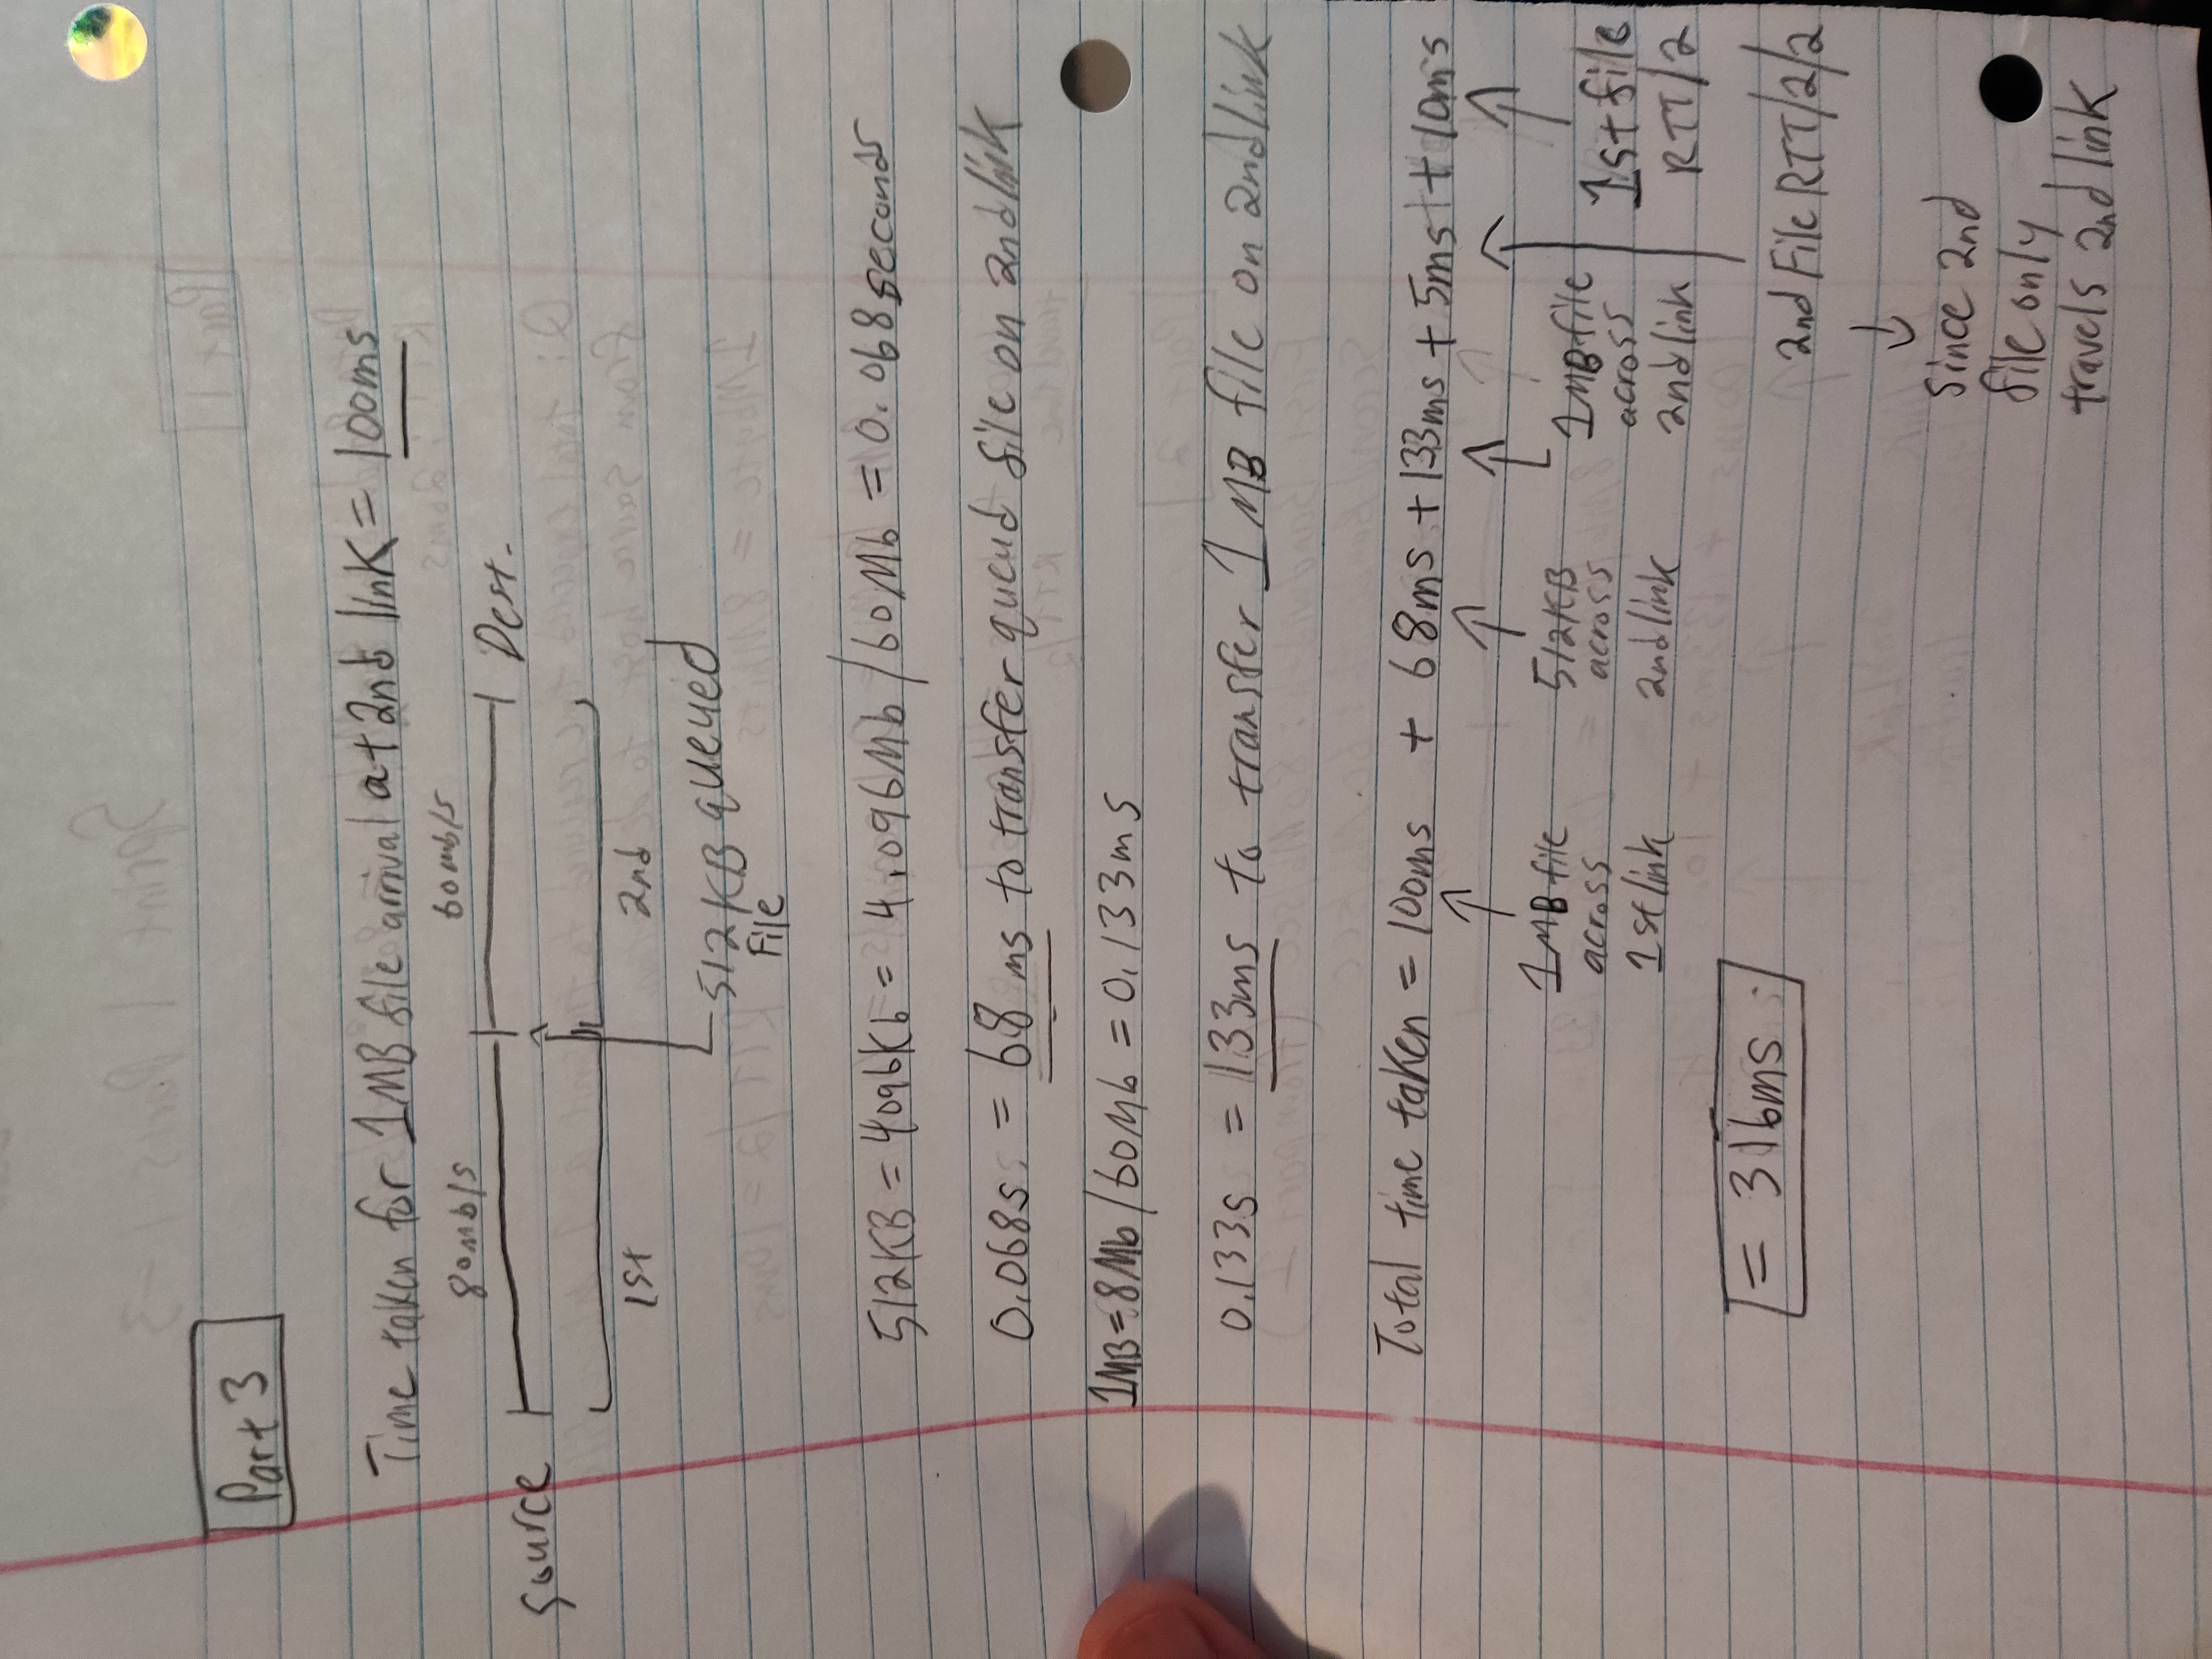 Part 3
Time taken for 1MB file arrival at 2nd link = 100ms
80Mb/s 60mb/s
source Dest.
1st 2nd
512KB queued
File
512KB = 4096Kb = 4.096Mb/60Mb = 0.068seconds
0.068s = 68 ms to transfer queud file on 2nd link
1MB=8Mb/60Mb = 0.133ms
0.133s = 133ms to transfer 1MB file on 2nd link
Total time taken = 100ms + 68ms + 133ms + 5ms + 10ms
1MB file
across
1st link
512KB
across
2nd link
1MB file
across
2nd link
1st file
RTT/2
= 316ms
2nd File RTT/2/2
Since 2nd
file only
travels 2nd link